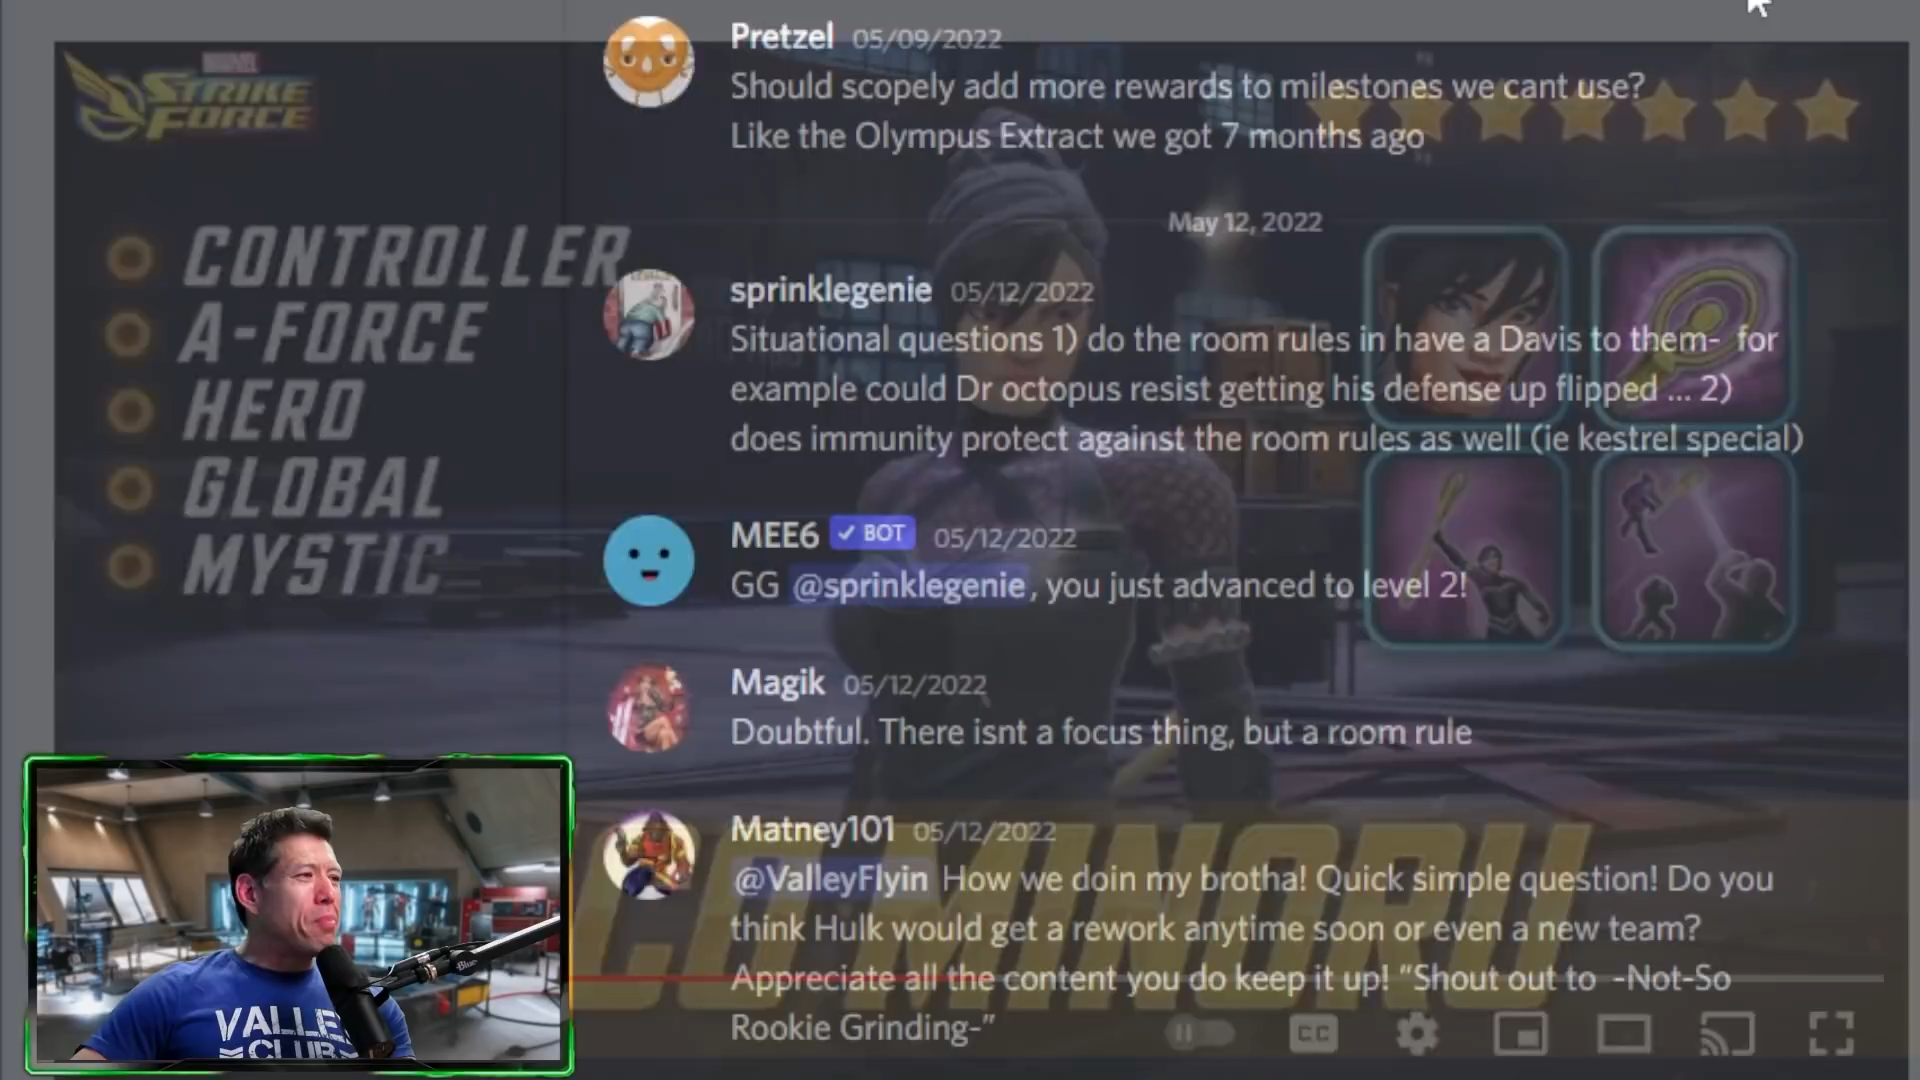 Pretzel 05/09/2022
Should scopely add more rewards to milestones we cant use?
Like the Olympus Extract we got 7 months ago
MARVEL
STRIKE
FORCE
May 12, 2022
CONTROLLER
A-FORCE
HERO
GLOBAL
MYSTIC
sprinklegenie 05/12/2022
Situational questions 1) do the room rules in have a Davis to them- for
example could Dr octopus resist getting his defense up flipped ... 2)
does immunity protect against the room rules as well (ie kestrel special)
MEE6 ✓ BOT 05/12/2022
GG @sprinklegenie, you just advanced to level 2!
Magik 05/12/2022
Doubtful. There isnt a focus thing, but a room rule
Matney101 05/12/2022
@ValleyFlyin How we doin my brotha! Quick simple question! Do you
think Hulk would get a rework anytime soon or even a new team?
Appreciate all the content you do keep it up! "Shout out to -Not-So
Rookie Grinding-"
MINORU
CC
Blue
VALLE
CLUB